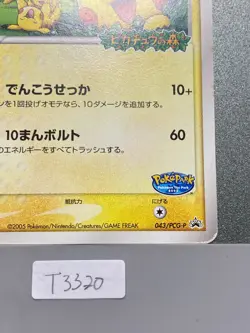 ピカチュウの森
でんこうせっか 10+
ンを1回投げオモテなら、10ダメージを追加する。
10まんボルト 60
のエネルギーをすべてトラッシュする。
PokéPark
抵抗力 にげる
©2005 Pokémon/Nintendo/Creatures/GAME FREAK 043/PCG-P
T3320